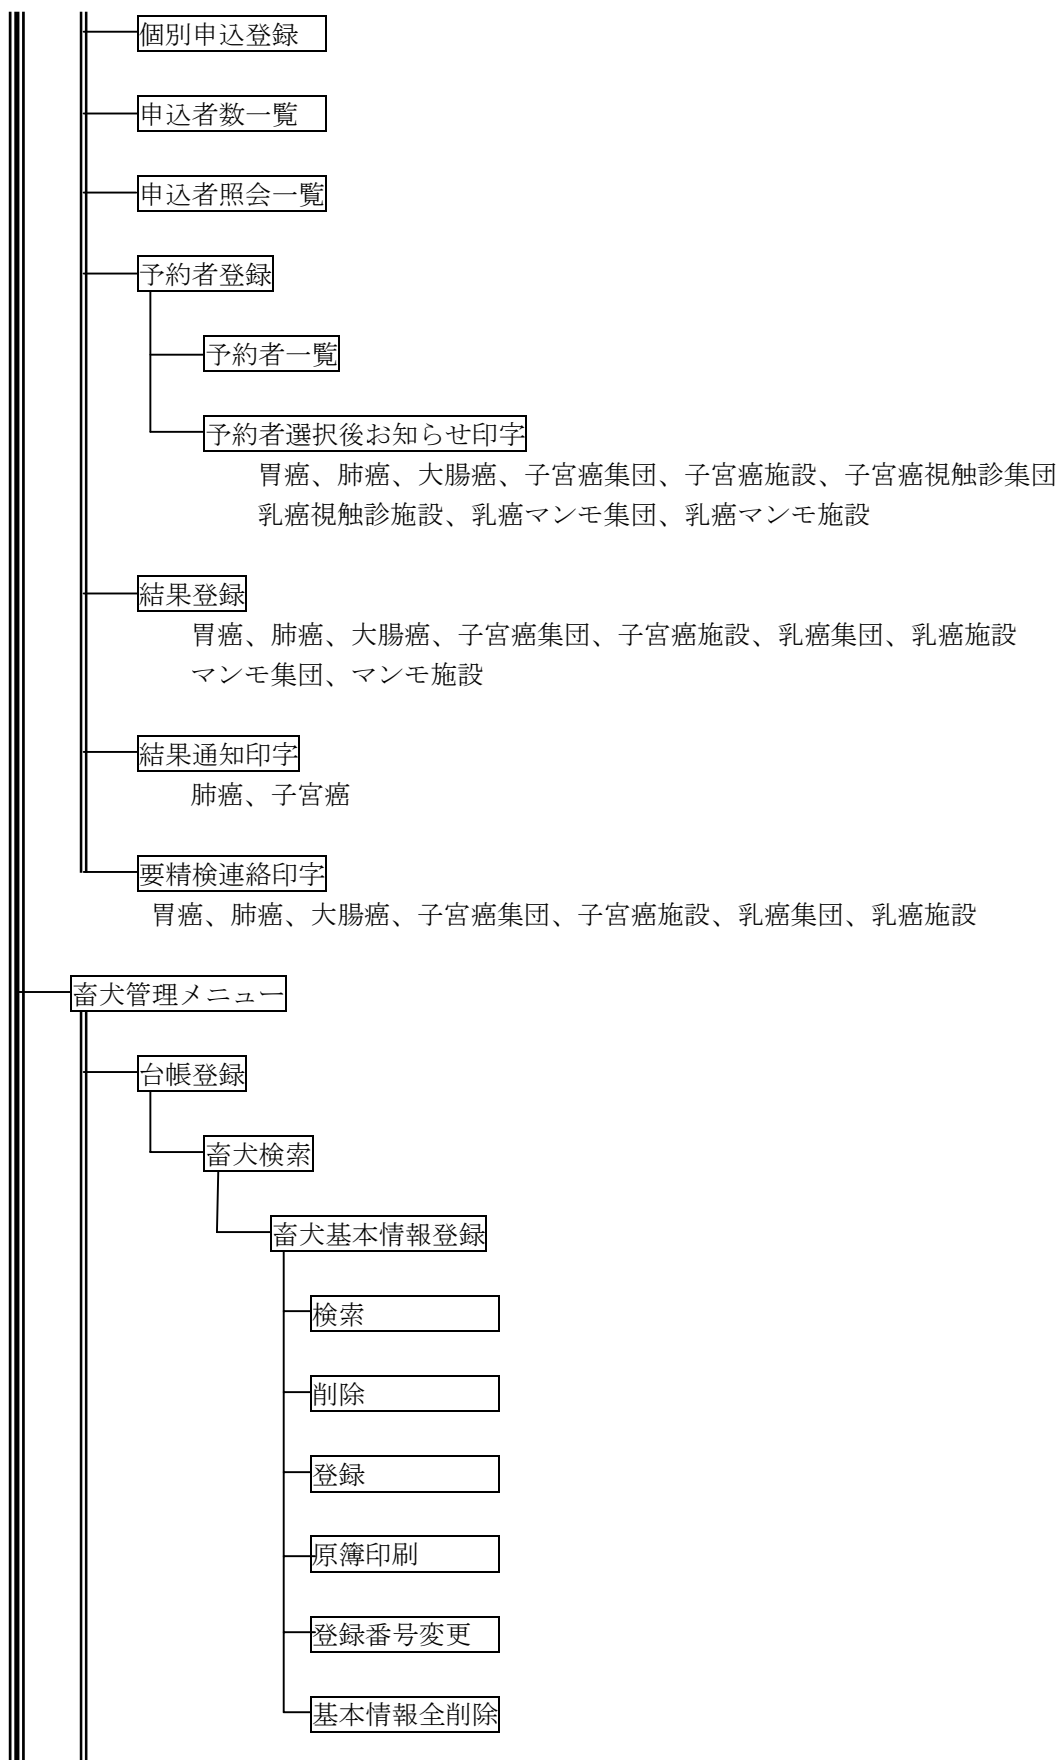 個別申込登録
申込者数一覧
申込者照会一覧
予約者登録
予約者一覧
予約者選択後お知らせ印字
胃癌、肺癌、大腸癌、子宮癌集団、子宮癌施設、子宮癌視触診集団
乳癌視触診施設、乳癌マンモ集団、乳癌マンモ施設
結果登録
胃癌、肺癌、大腸癌、子宮癌集団、子宮癌施設、乳癌集団、乳癌施設
マンモ集団、マンモ施設
結果通知印字
肺癌、子宮癌
要精検連絡印字
胃癌、肺癌、大腸癌、子宮癌集団、子宮癌施設、乳癌集団、乳癌施設
畜犬管理メニュー
台帳登録
畜犬検索
畜犬基本情報登録
検索
削除
登録
原簿印刷
登録番号変更
基本情報全削除